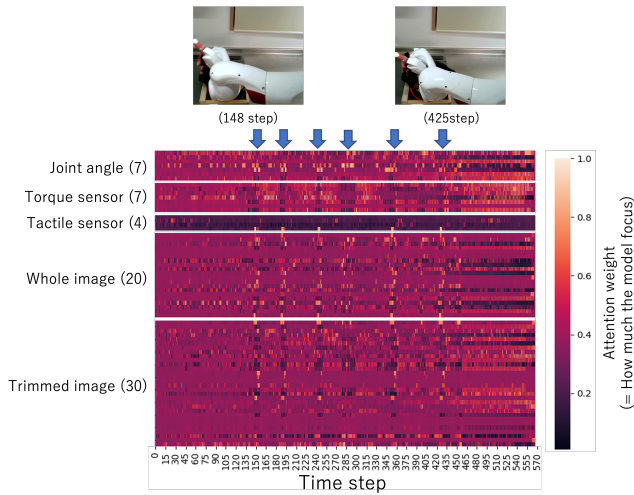 (148 step)
(425step)
Joint angle (7)
Torque sensor (7)
Tactile sensor (4)
Whole image (20)
Trimmed image (30)
1.0
0.8
0.6
0.4
0.2
Attention weight
(= How much the model focus)
0 15 30 45 60 75 90 105 120 135 150 165 180 195 210 225 240 255 270 285 300 315 330 345 360 375 390 405 420 435 450 465 480 495 510 525 540 555 570
Time step